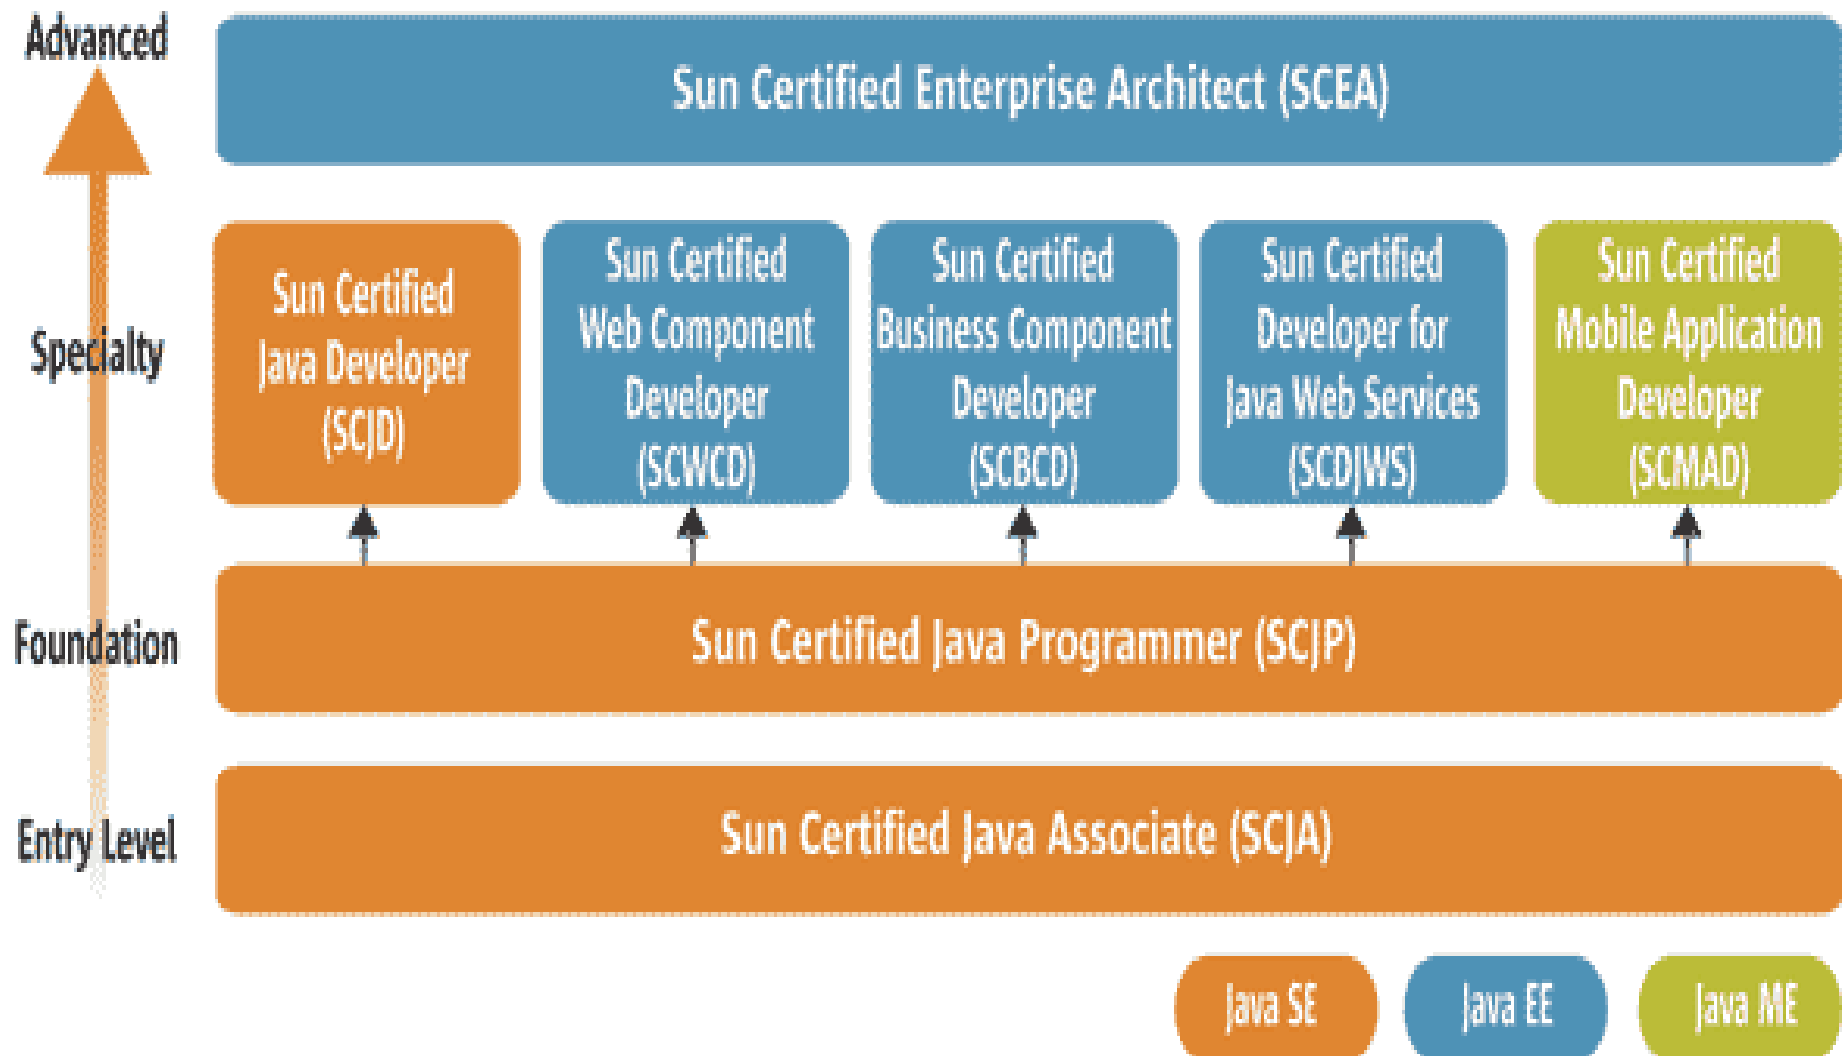 Advanced
Sun Certified Enterprise Architect (SCEA)
Specialty
Sun Certified
Java Developer
(SCJD)
Sun Certified
Web Component
Developer
(SCWCD)
Sun Certified
Business Component
Developer
(SCBCD)
Sun Certified
Developer for
Java Web Services
(SCDJWS)
Sun Certified
Mobile Application
Developer
(SCMAD)
Foundation
Sun Certified Java Programmer (SCJP)
Entry Level
Sun Certified Java Associate (SCJA)
Java SE
Java EE
Java ME